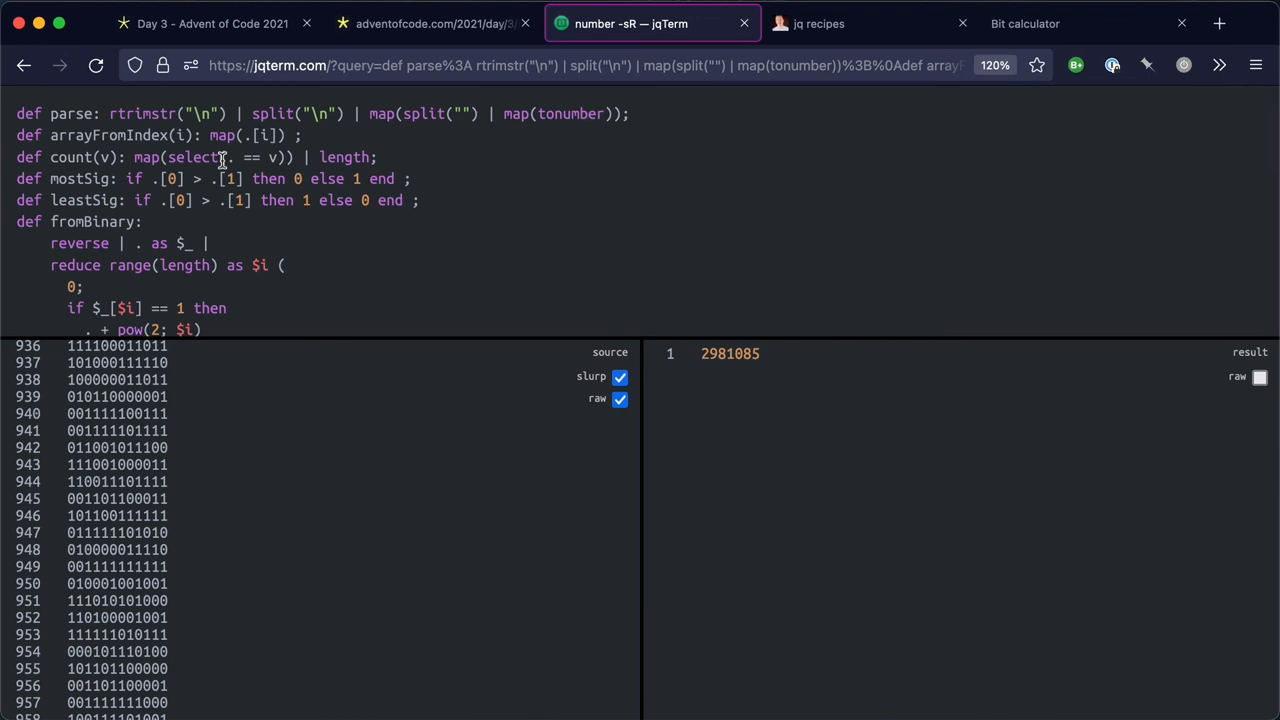 Day 3 - Advent of Code 2021
adventofcode.com/2021/day/3/
number -sR — jqTerm
jq recipes
Bit calculator
https://jqterm.com/?query=def parse%3A rtrimstr("\n") | split("\n") | map(split("") | map(tonumber))%3B%0Adef arrayF
120%
B+
def parse: rtrimstr("\n") | split("\n") | map(split("") | map(tonumber));
def arrayFromIndex(i): map(.[i]) ;
def count(v): map(select(. == v)) | length;
def mostSig: if .[0] > .[1] then 0 else 1 end ;
def leastSig: if .[0] > .[1] then 1 else 0 end ;
def fromBinary:
reverse | . as $_ |
reduce range(length) as $i (
0;
if $_[$i] == 1 then
. + pow(2; $i)
936 111100011011
937 101000111110
938 100000011011
939 010110000001
940 001111100111
941 001111101111
942 011001011100
943 111001000011
944 110011101111
945 001101100011
946 101100111111
947 011111101010
948 010000011110
949 001111111111
950 010001001001
951 111010101000
952 110100001001
953 111111010111
954 000101110100
955 101101100000
956 001101100001
957 001111111000
958 100111101001
source
slurp
raw
1 2981085
result
raw